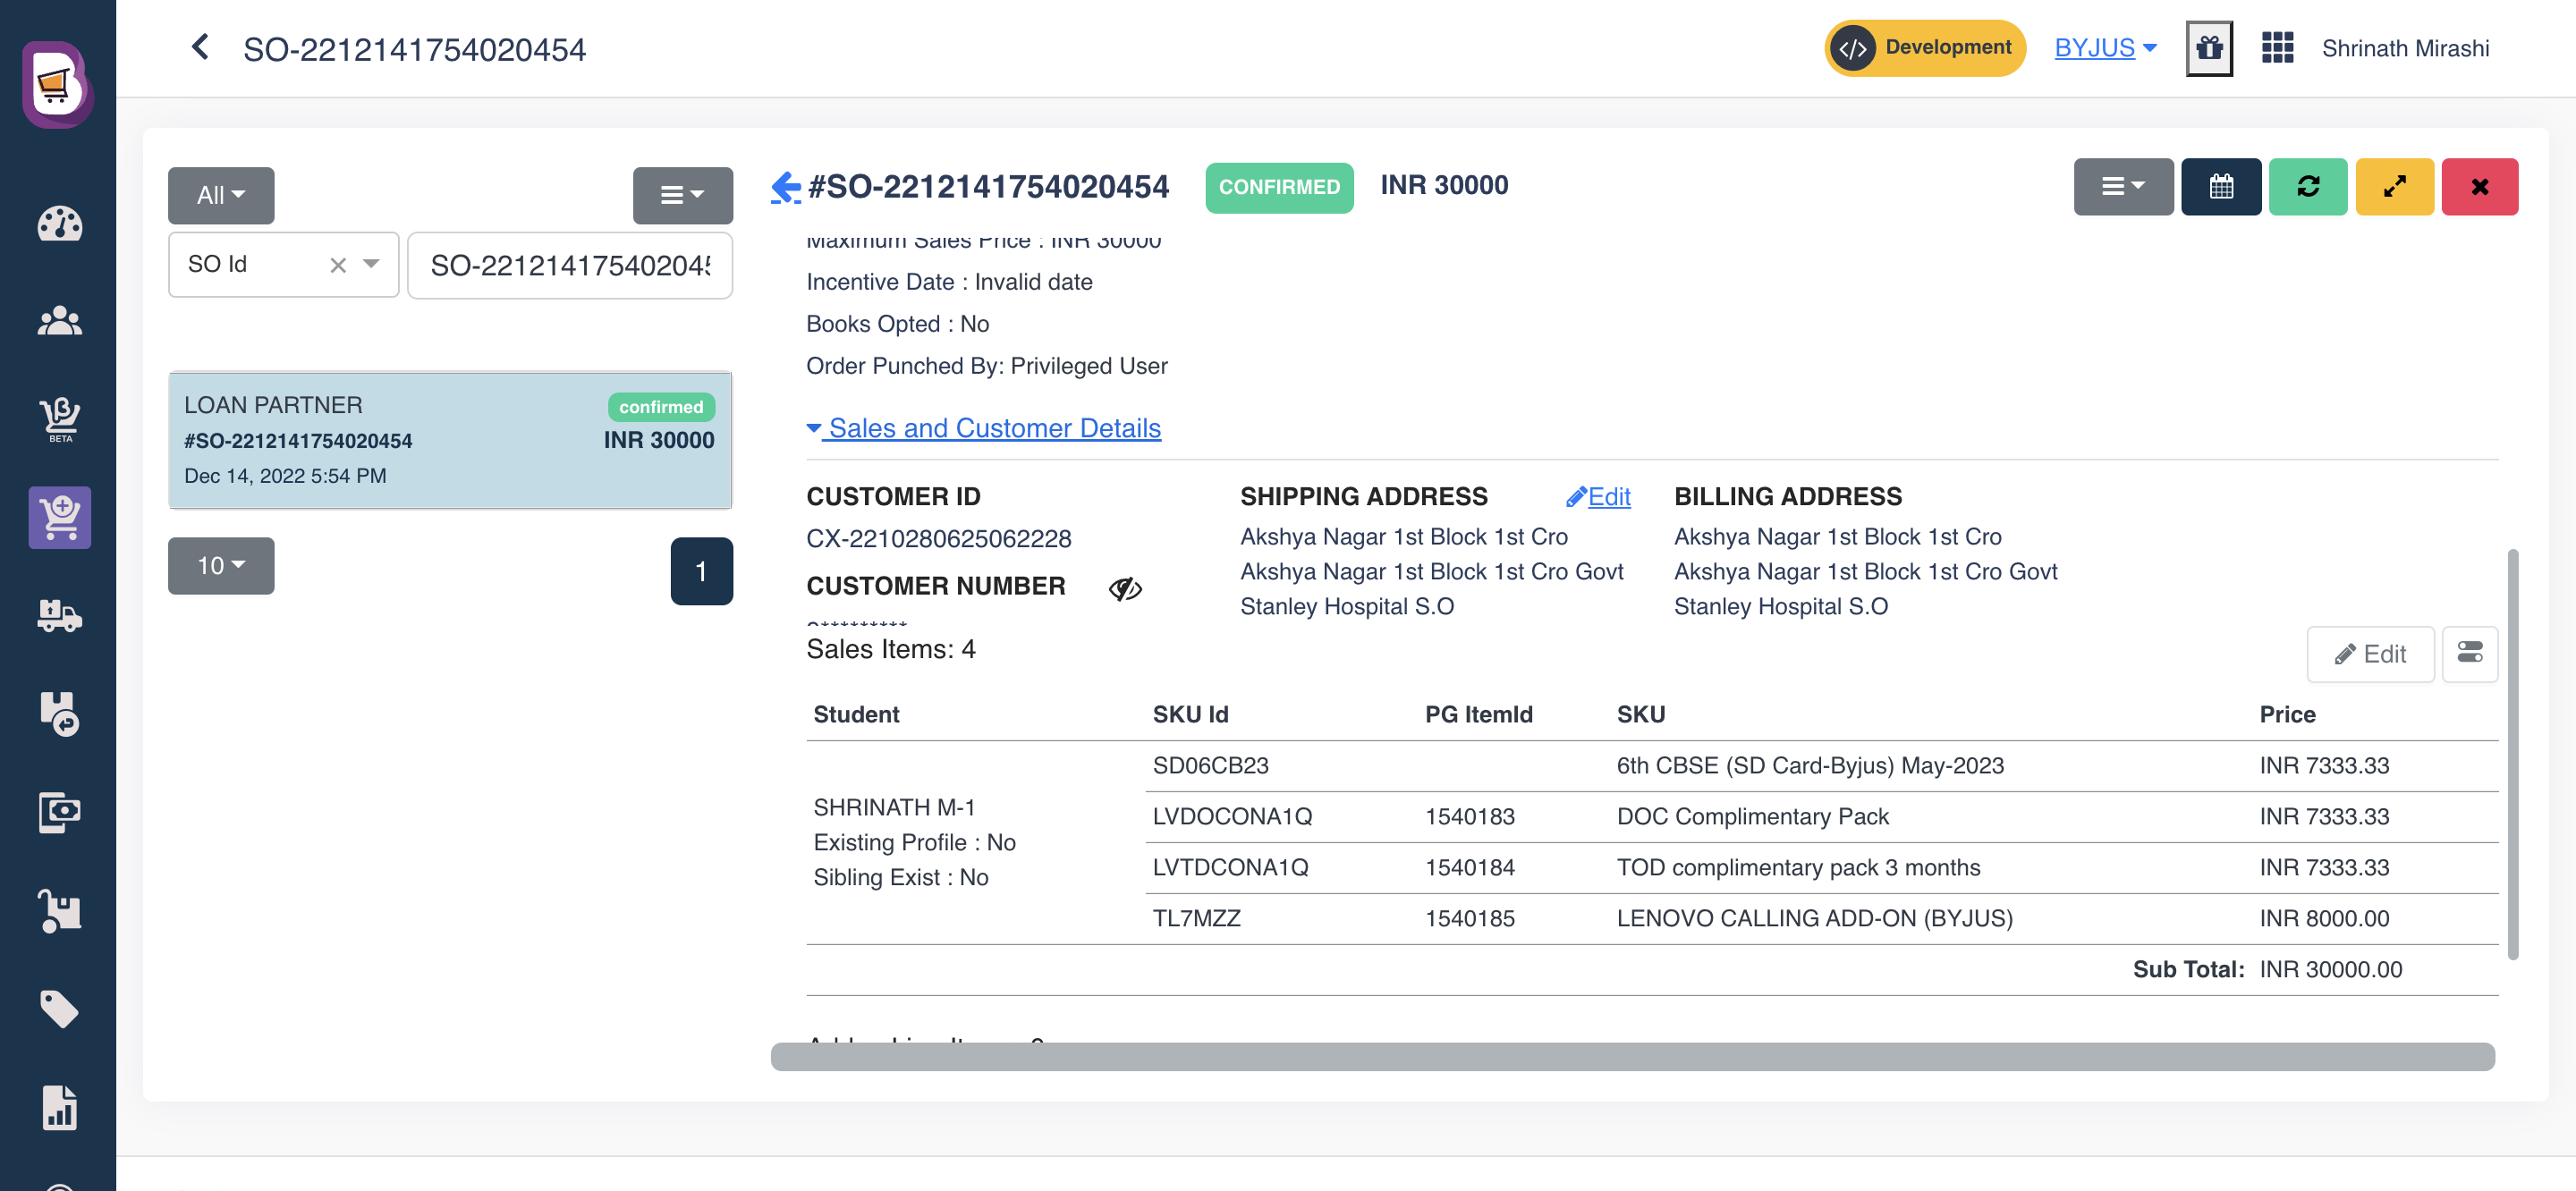 SO-2212141754020454
Development
BYJUS
Shrinath Mirashi
All
SO Id
SO-221214175402045
LOAN PARTNER
confirmed
#SO-2212141754020454
INR 30000
Dec 14, 2022 5:54 PM
10
1
BETA
#SO-2212141754020454
CONFIRMED
INR 30000
Maximum Sales Price : INR 30000
Incentive Date : Invalid date
Books Opted : No
Order Punched By: Privileged User
Sales and Customer Details
CUSTOMER ID
CX-2210280625062228
CUSTOMER NUMBER
SHIPPING ADDRESS
Edit
Akshya Nagar 1st Block 1st Cro
Akshya Nagar 1st Block 1st Cro Govt
Stanley Hospital S.O
BILLING ADDRESS
Akshya Nagar 1st Block 1st Cro
Akshya Nagar 1st Block 1st Cro Govt
Stanley Hospital S.O
Sales Items: 4
Edit
Student SKU Id PG ItemId SKU Price
SHRINATH M-1
Existing Profile : No
Sibling Exist : No
SD06CB23 6th CBSE (SD Card-Byjus) May-2023 INR 7333.33
LVDOCONA1Q 1540183 DOC Complimentary Pack INR 7333.33
LVTDCONA1Q 1540184 TOD complimentary pack 3 months INR 7333.33
TL7MZZ 1540185 LENOVO CALLING ADD-ON (BYJUS) INR 8000.00
Sub Total: INR 30000.00